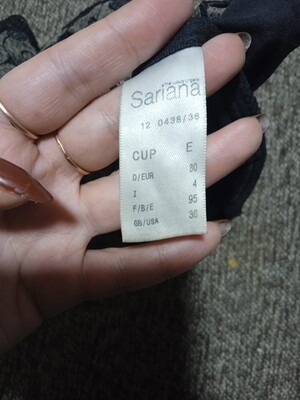 Sariana
12 0438/36
CUP E
D/EUR 80
I 4
F/B/E 95
GB/USA 36